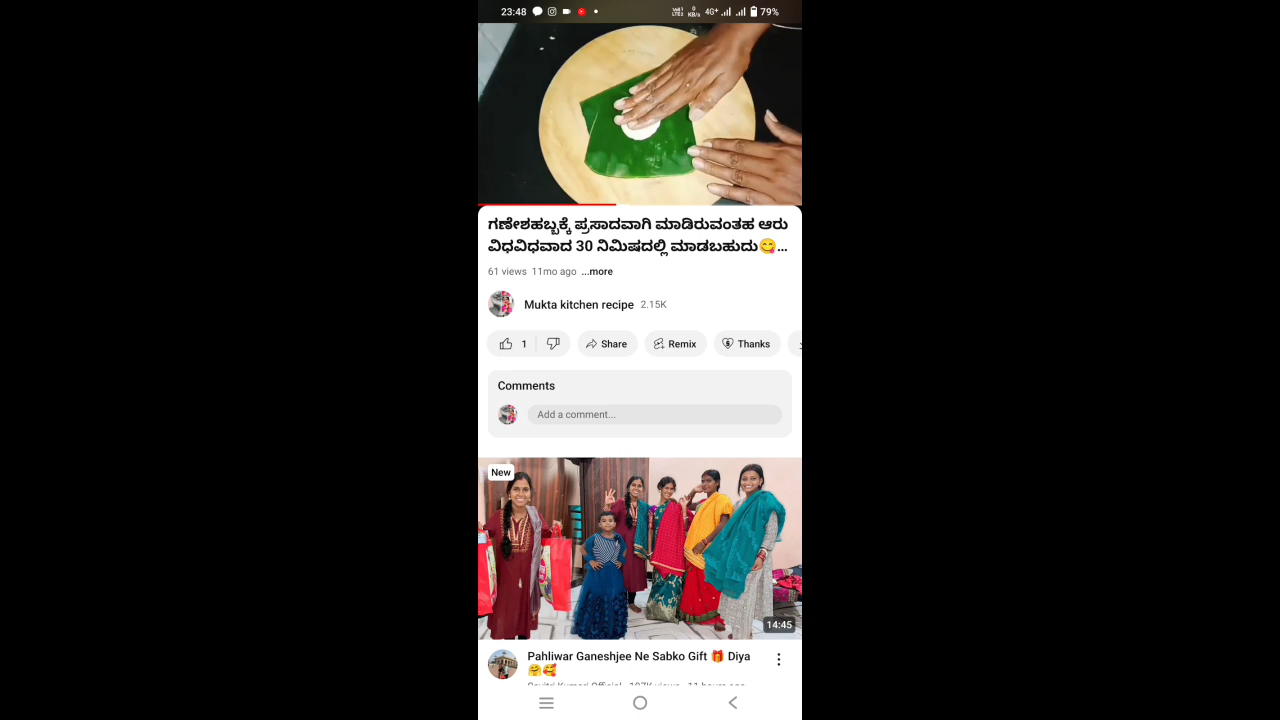 23:48
0
KB/s
4G+
79%
ಗಣೇಶಹಬ್ಬಕ್ಕೆ ಪ್ರಸಾದವಾಗಿ ಮಾಡಿರುವಂತಹ ಆರು
ವಿಧವಿಧವಾದ 30 ನಿಮಿಷದಲ್ಲಿ ಮಾಡಬಹುದು😋...
61 views 11mo ago ...more
Mukta kitchen recipe 2.15K
1
Share
Remix
Thanks
Comments
Add a comment...
New
14:45
Pahliwar Ganeshjee Ne Sabko Gift 🎁 Diya
🤗🥰